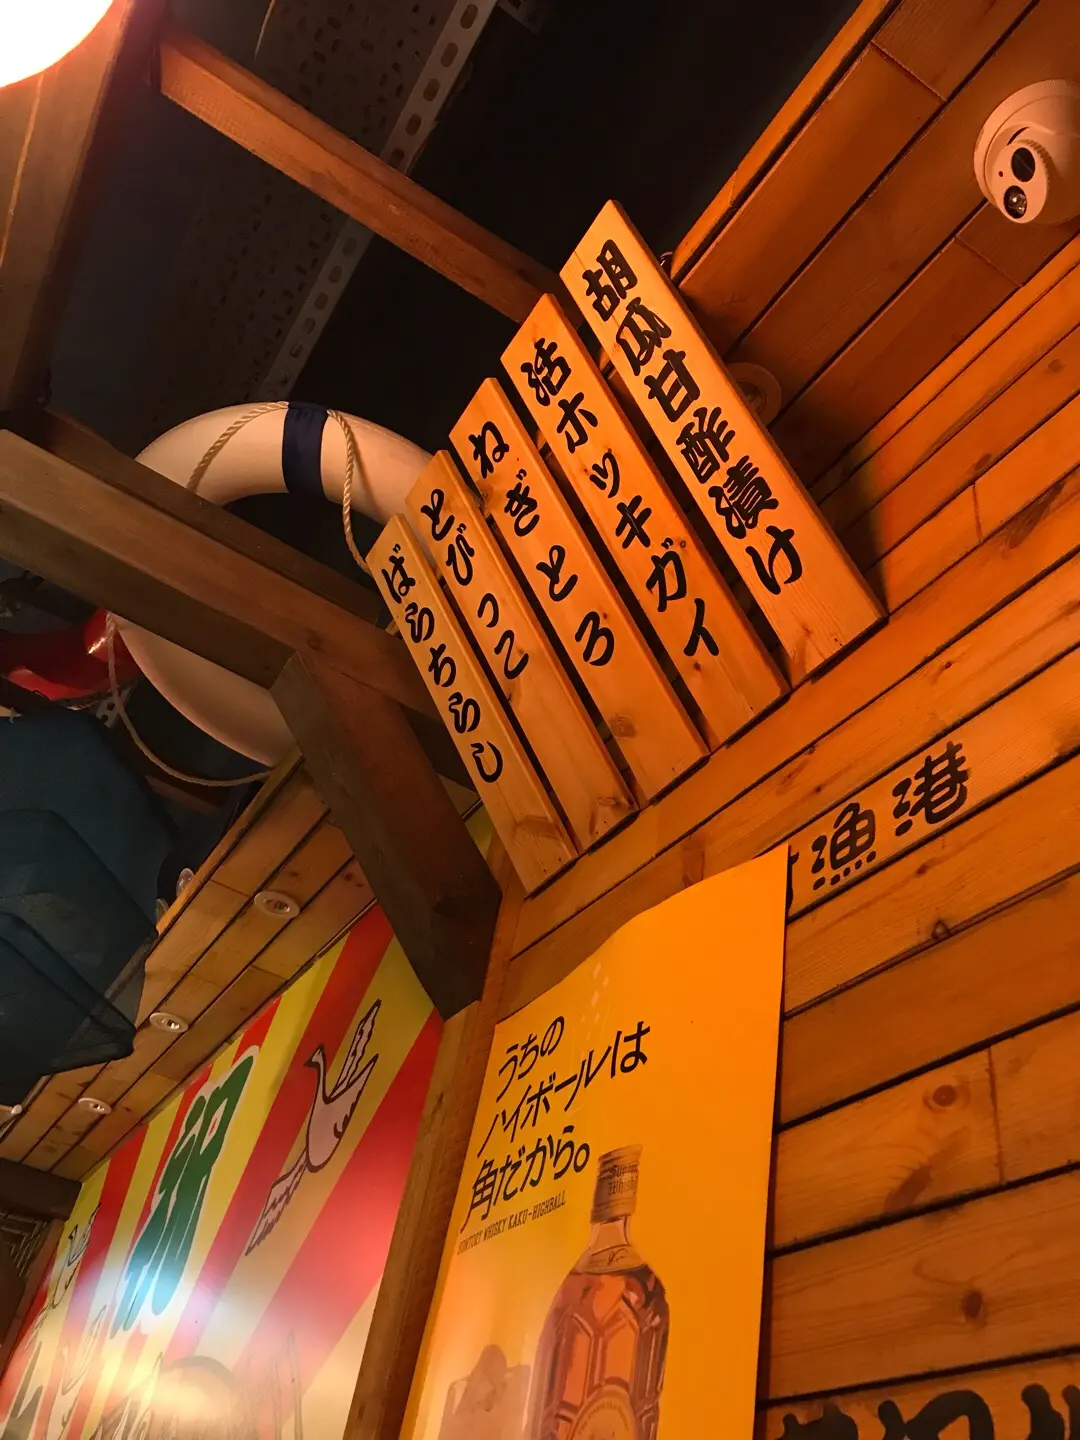 胡瓜甘酢漬け
活ホッキガイ
ねぎとろ
とびっこ
ばらちらし
漁港
うちの
ハイボールは
角だから。
SUNTORY WHISKY KAKU-HIGHBALL
祝